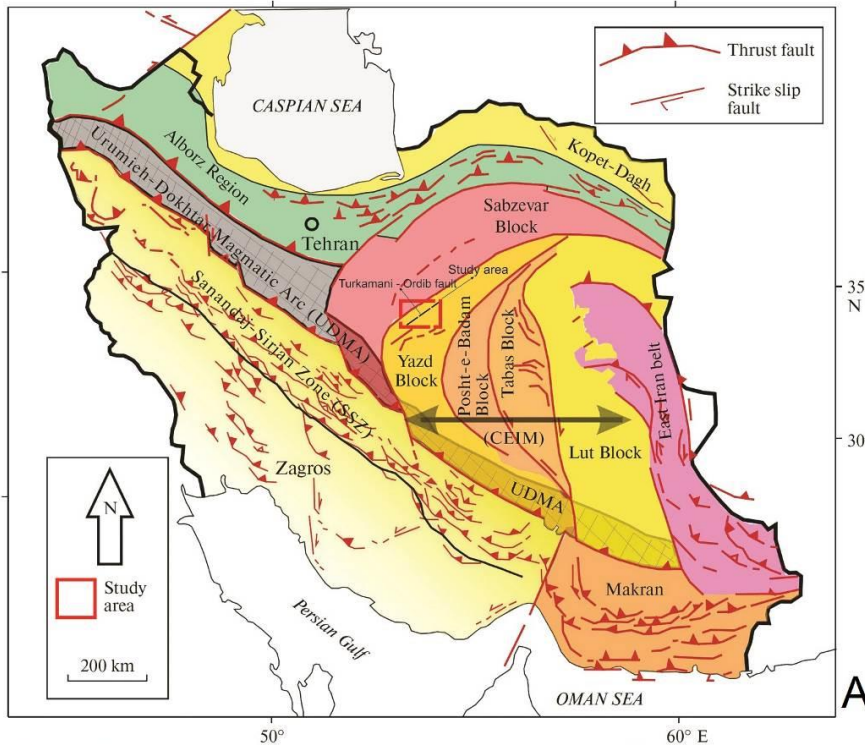 CASPIAN SEA
Thrust fault
Strike slip
fault
Kopet-Dagh
Alborz Region
Urumieh-Dokhtar Magmatic Arc (UDMA)
Sabzevar
Block
Tehran
Study area
Turkamani - Ordib fault
35
N
Sanandaj-Sirjan Zone (SSZ)
Yazd
Block
Posht-e-Badam
Block
Tabas Block
East Iran belt
(CEIM)
30
Lut Block
Zagros
UDMA
N
Study
area
200 km
Makran
Persian Gulf
OMAN SEA
A
50°
60° E